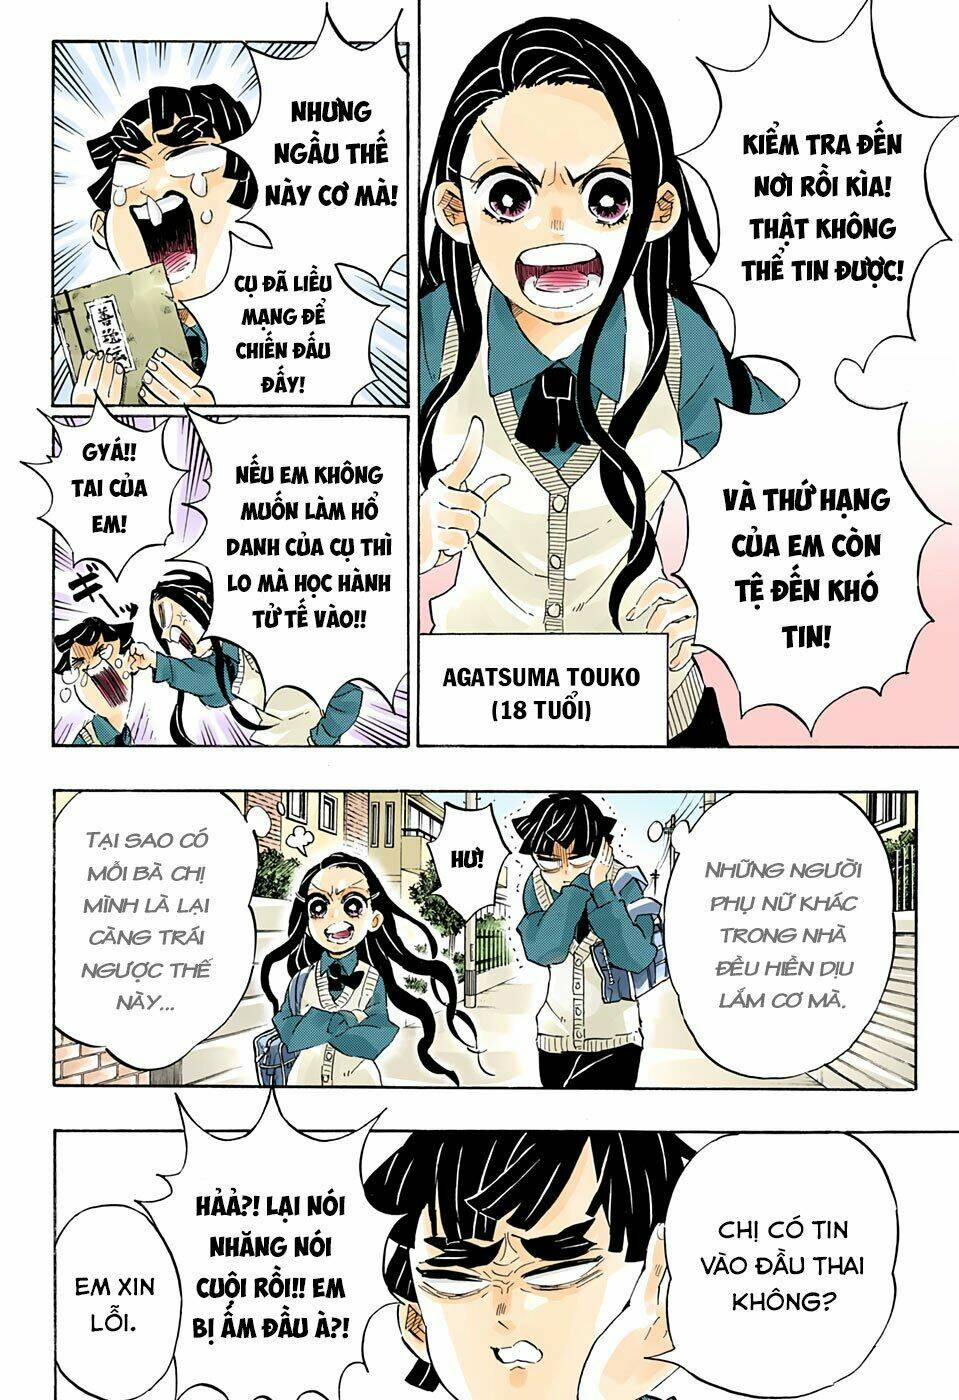 KIỂM TRA ĐẾN
NƠI RỒI KÌA!
THẬT KHÔNG
THỂ TIN ĐƯỢC!
VÀ THỨ HẠNG
CỦA EM CÒN
TỆ ĐẾN KHÓ
TIN!
AGATSUMA TOUKO
(18 TUỔI)
NHƯNG
NGẦU THẾ
NÀY CƠ MÀ!
CỤ ĐÃ LIỀU
MẠNG ĐỂ
CHIẾN ĐẤU
ĐẤY!
善逸伝
NẾU EM KHÔNG
MUỐN LÀM HỔ
DANH CỦA CỤ THÌ
LO MÀ HỌC HÀNH
TỬ TẾ VÀO!!
GYÁ!!
TAI CỦA
EM!
NHỮNG NGƯỜI
PHỤ NỮ KHÁC
TRONG NHÀ
ĐỀU HIỀN DỊU
LẮM CƠ MÀ.
HƯ!
TẠI SAO CÓ
MỖI BÀ CHỊ
MÌNH LÀ LẠI
CÀNG TRÁI
NGƯỢC THẾ
NÀY...
CHỊ CÓ TIN
VÀO ĐẦU THAI
KHÔNG?
HẢẢ?! LẠI NÓI
NHĂNG NÓI
CUỘI RỒI!! EM
BỊ ẤM ĐẦU À?!
EM XIN
LỖI.